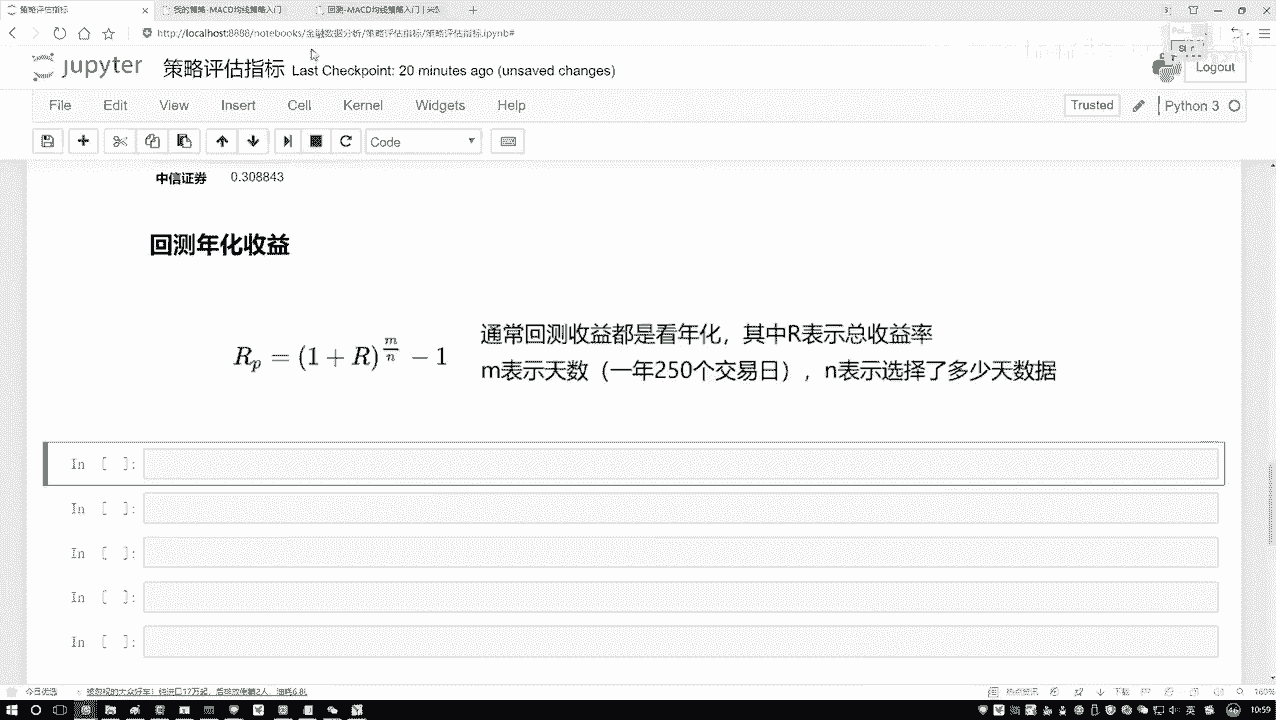 策略评估指标
我的策略-MACD均线策略入门
回测-MACD均线策略入门
http://localhost:8888/notebooks/金融数据分析/策略评估指标/策略评估指标.ipynb#
jupyter 策略评估指标 Last Checkpoint: 20 minutes ago (unsaved changes)
Logout
File Edit View Insert Cell Kernel Widgets Help
Trusted Python 3
Code
中信证券 0.308843
回测年化收益
通常回测收益都是看年化，其中R表示总收益率
R_p = (1 + R)^{m/n} − 1
m表示天数（一年250个交易日），n表示选择了多少天数据
In [ ]:
In [ ]:
In [ ]:
In [ ]:
In [ ]:
今日优选
160%
英
10:59